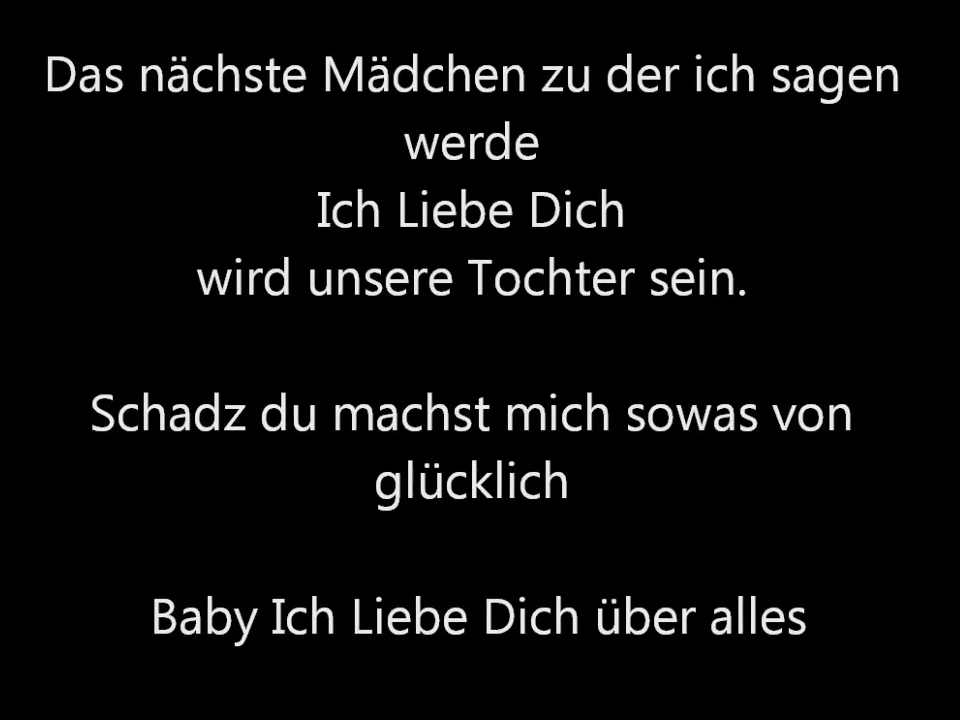 Das nächste Mädchen zu der ich sagen
werde
Ich Liebe Dich
wird unsere Tochter sein.
Schadz du machst mich sowas von
glücklich
Baby Ich Liebe Dich über alles